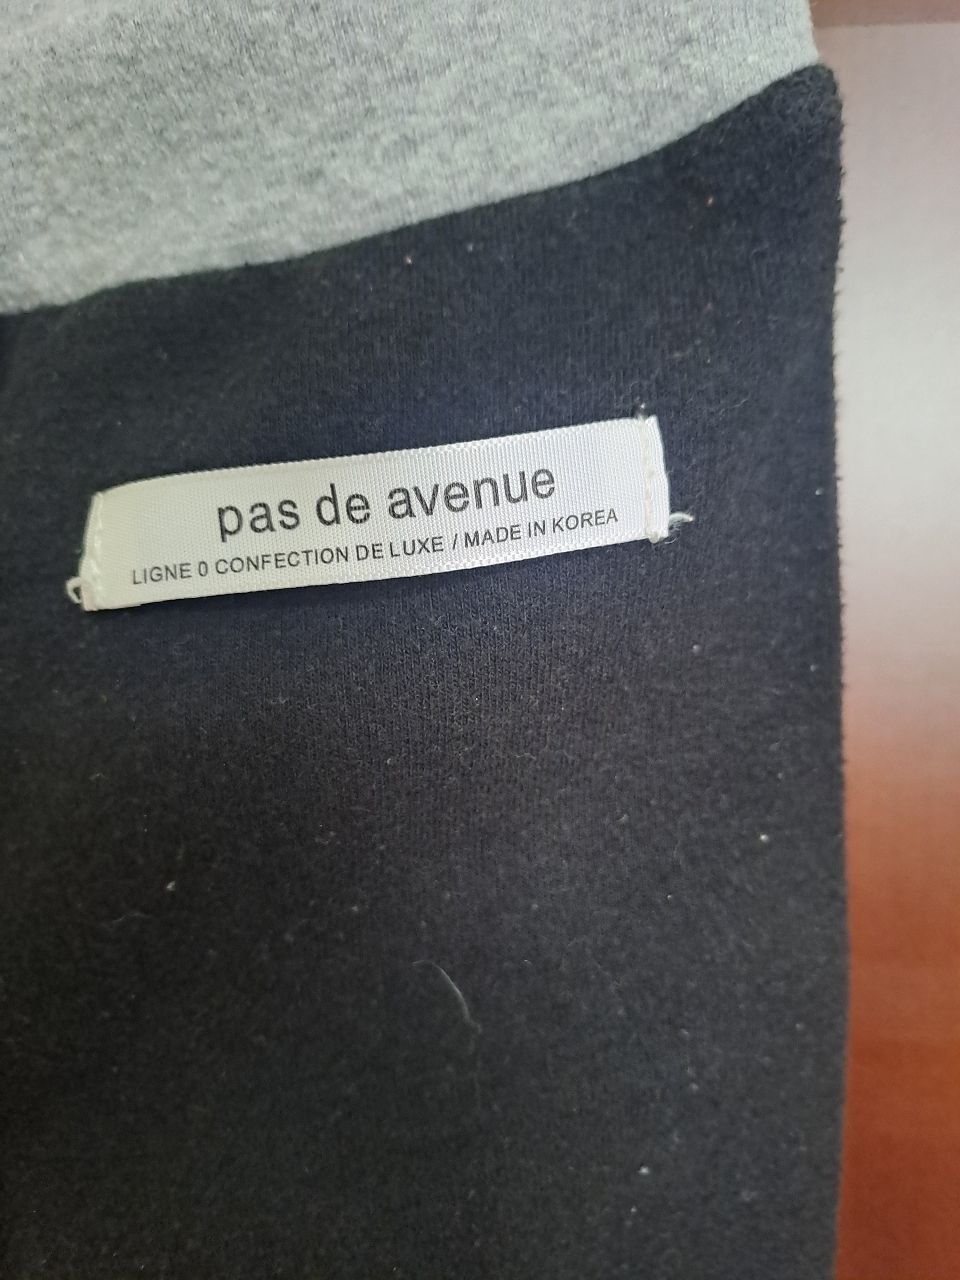 pas de avenue
LIGNE 0 CONFECTION DE LUXE / MADE IN KOREA